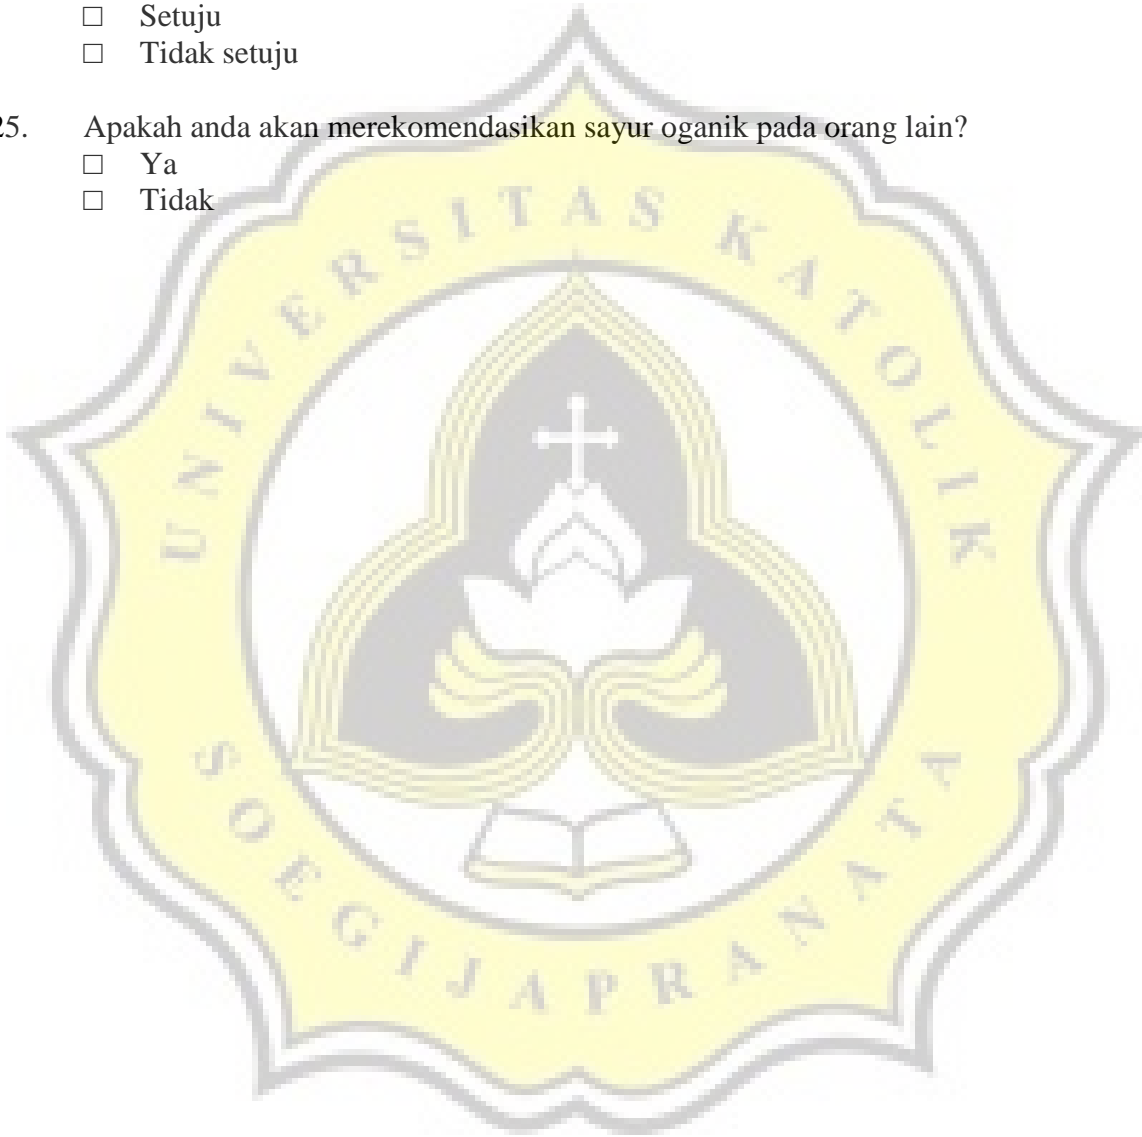 □ Setuju
□ Tidak setuju
25. Apakah anda akan merekomendasikan sayur oganik pada orang lain?
□ Ya
□ Tidak
UNIVERSITAS KATOLIK
SOEGIJAPRANATA